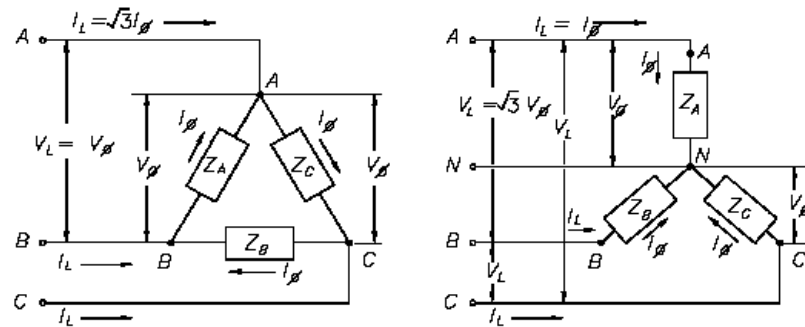 I_L = √3 I_ø
A
A
I_ø
I_ø
V_L = V_ø
V_ø
Z_A
Z_C
V_ø
B
B
Z_B
C
I_L
I_ø
C
I_L
I_L = I_ø
A
A
I_ø
V_L = √3 V_ø
V_L
V_ø
Z_A
N
N
I_L
Z_B
Z_C
V_ø
B
B
I_ø
I_ø
C
V_L
C
I_L